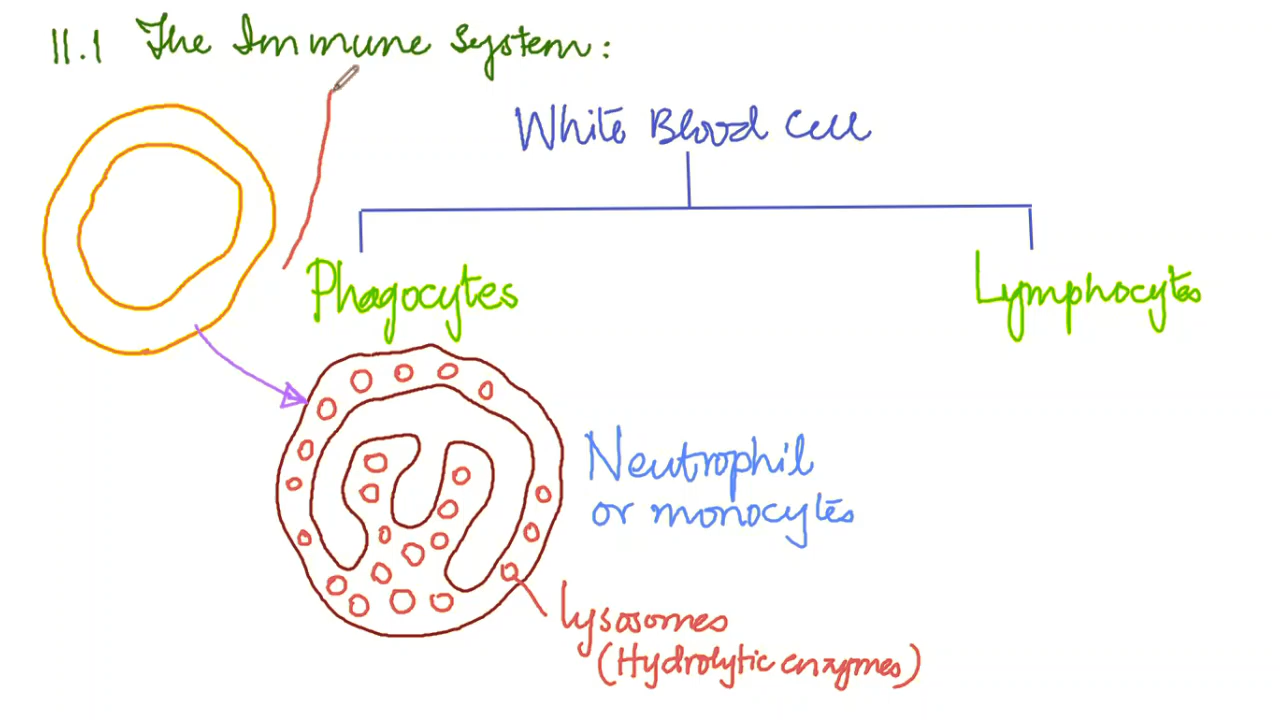 11.1 The Immune System:
White Blood Cell
Phagocytes
Lymphocytes
Neutrophil
or monocytes
Lysosomes
(Hydrolytic enzymes)